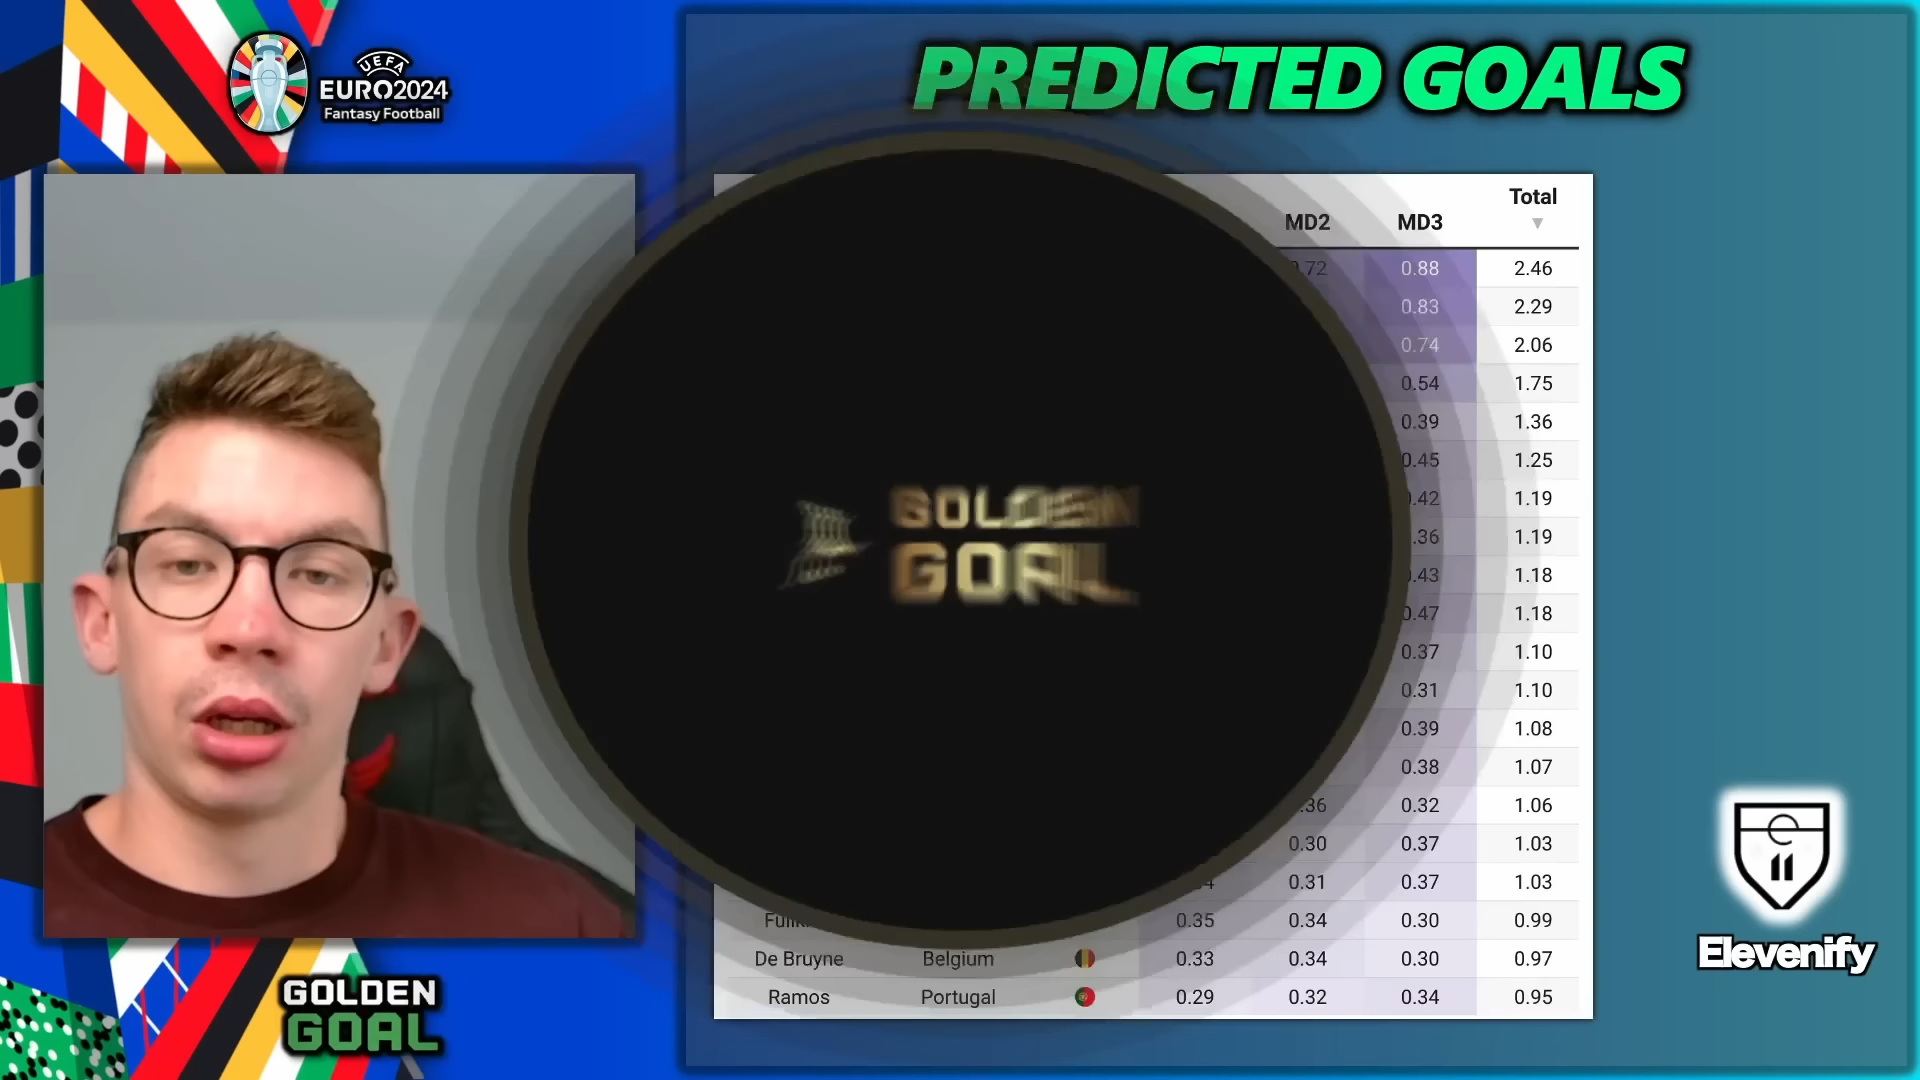 UEFA
EURO2024
Fantasy Football
PREDICTED GOALS
MD2 MD3 Total
0.88 2.46
0.83 2.29
0.74 2.06
0.54 1.75
0.39 1.36
0.45 1.25
1.19
1.19
1.18
0.47 1.18
0.37 1.10
0.31 1.10
0.39 1.08
0.38 1.07
0.32 1.06
0.30 0.37 1.03
0.31 0.37 1.03
0.35 0.34 0.30 0.99
De Bruyne Belgium 0.33 0.34 0.30 0.97
Ramos Portugal 0.29 0.32 0.34 0.95
GOLDEN
GOAL
GOLDEN
GOAL
e
11
Elevenify